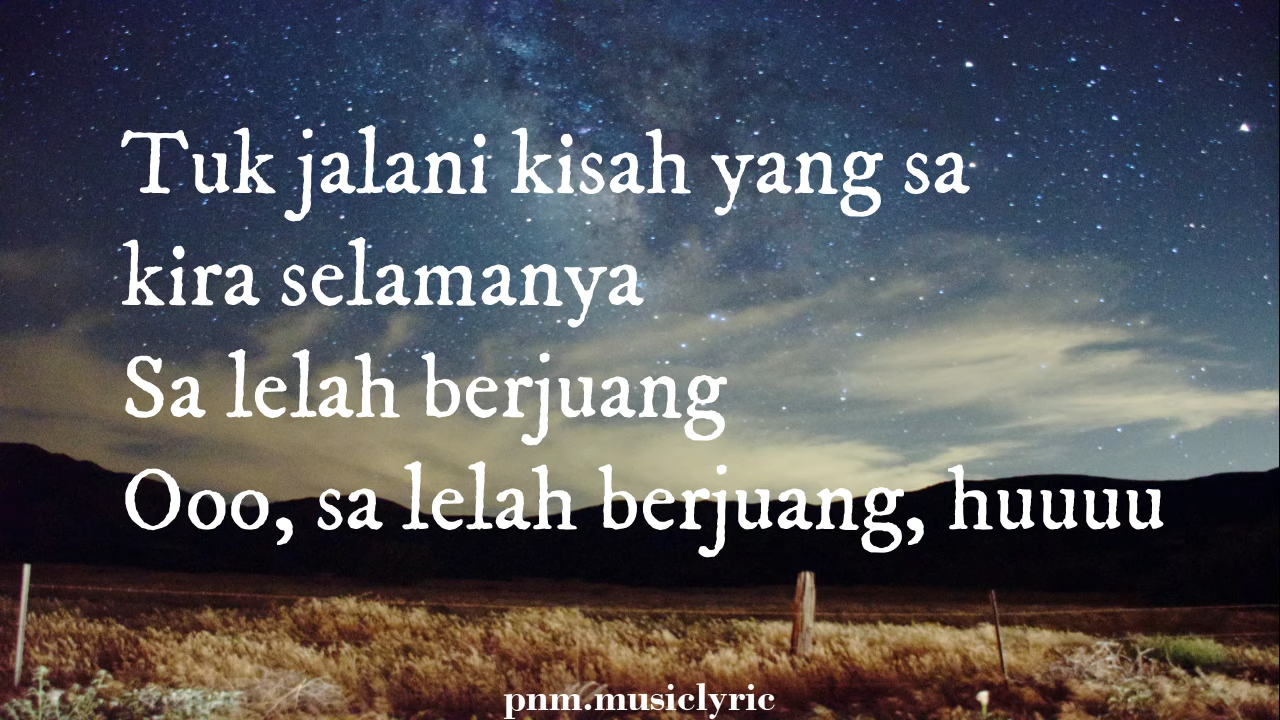 Tuk jalani kisah yang sa
kira selamanya
Sa lelah berjuang
Ooo, sa lelah berjuang, huuuu
pnm.musiclyric